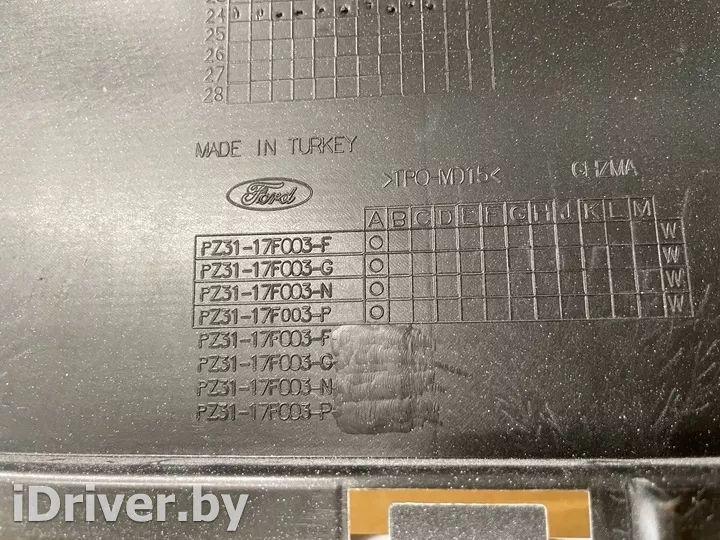 24
25
26
27
28
MADE IN TURKEY
Ford
>TPO-MD15<
GHZMA
A B C D E F G H J K L M
PZ31-17F003-F W
PZ31-17F003-G W
PZ31-17F003-N W
PZ31-17F003-P W
PZ31-17F003-F
PZ31-17F003-G
PZ31-17F003-N
PZ31-17F003-P
iDriver.by